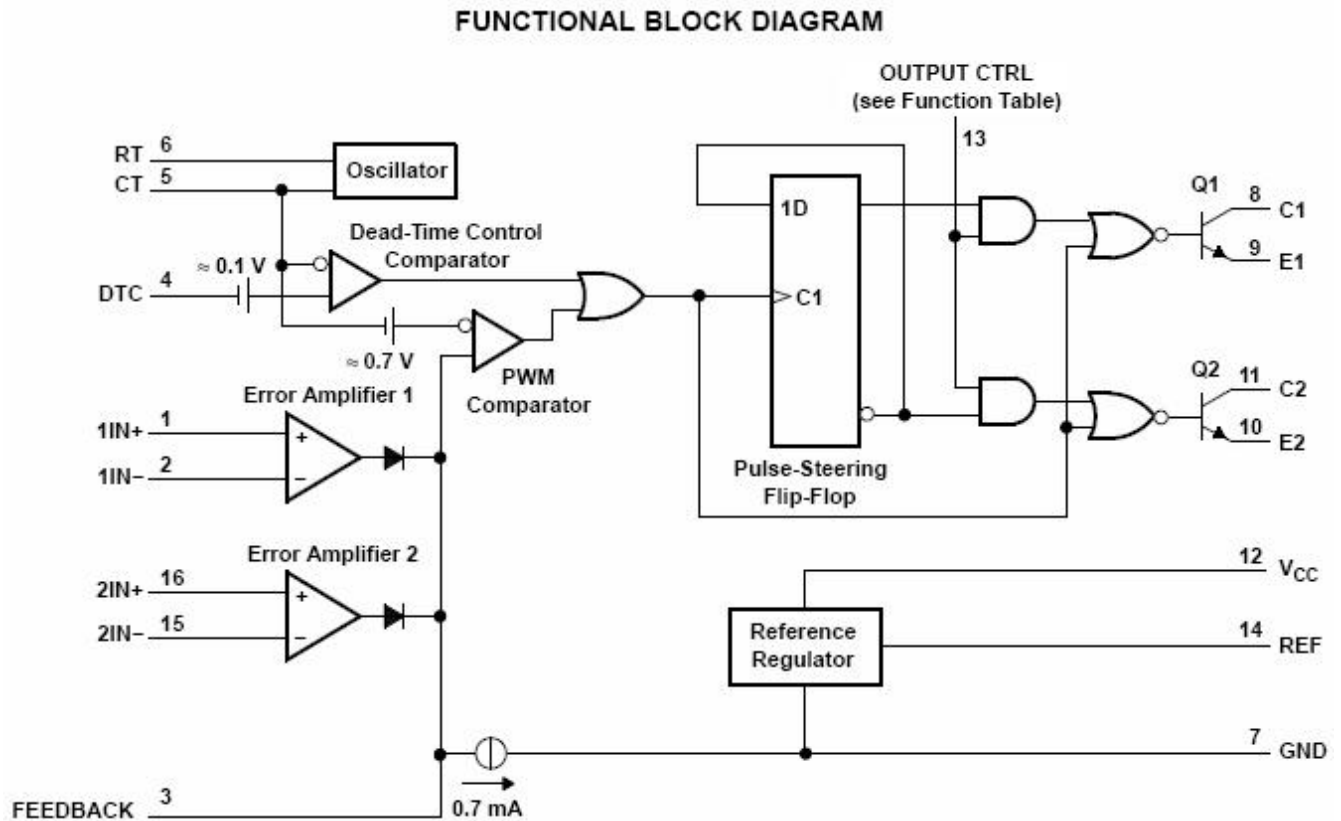 FUNCTIONAL BLOCK DIAGRAM
OUTPUT CTRL
(see Function Table)
13
RT 6
CT 5
Oscillator
Dead-Time Control
Comparator
≈ 0.1 V
DTC 4
≈ 0.7 V
PWM
Comparator
1D
C1
Pulse-Steering
Flip-Flop
Q1
8 C1
9 E1
Q2
11 C2
10 E2
Error Amplifier 1
1IN+ 1
1IN− 2
+
−
Error Amplifier 2
2IN+ 16
2IN− 15
+
−
12 VCC
Reference
Regulator
14 REF
7 GND
0.7 mA
FEEDBACK 3